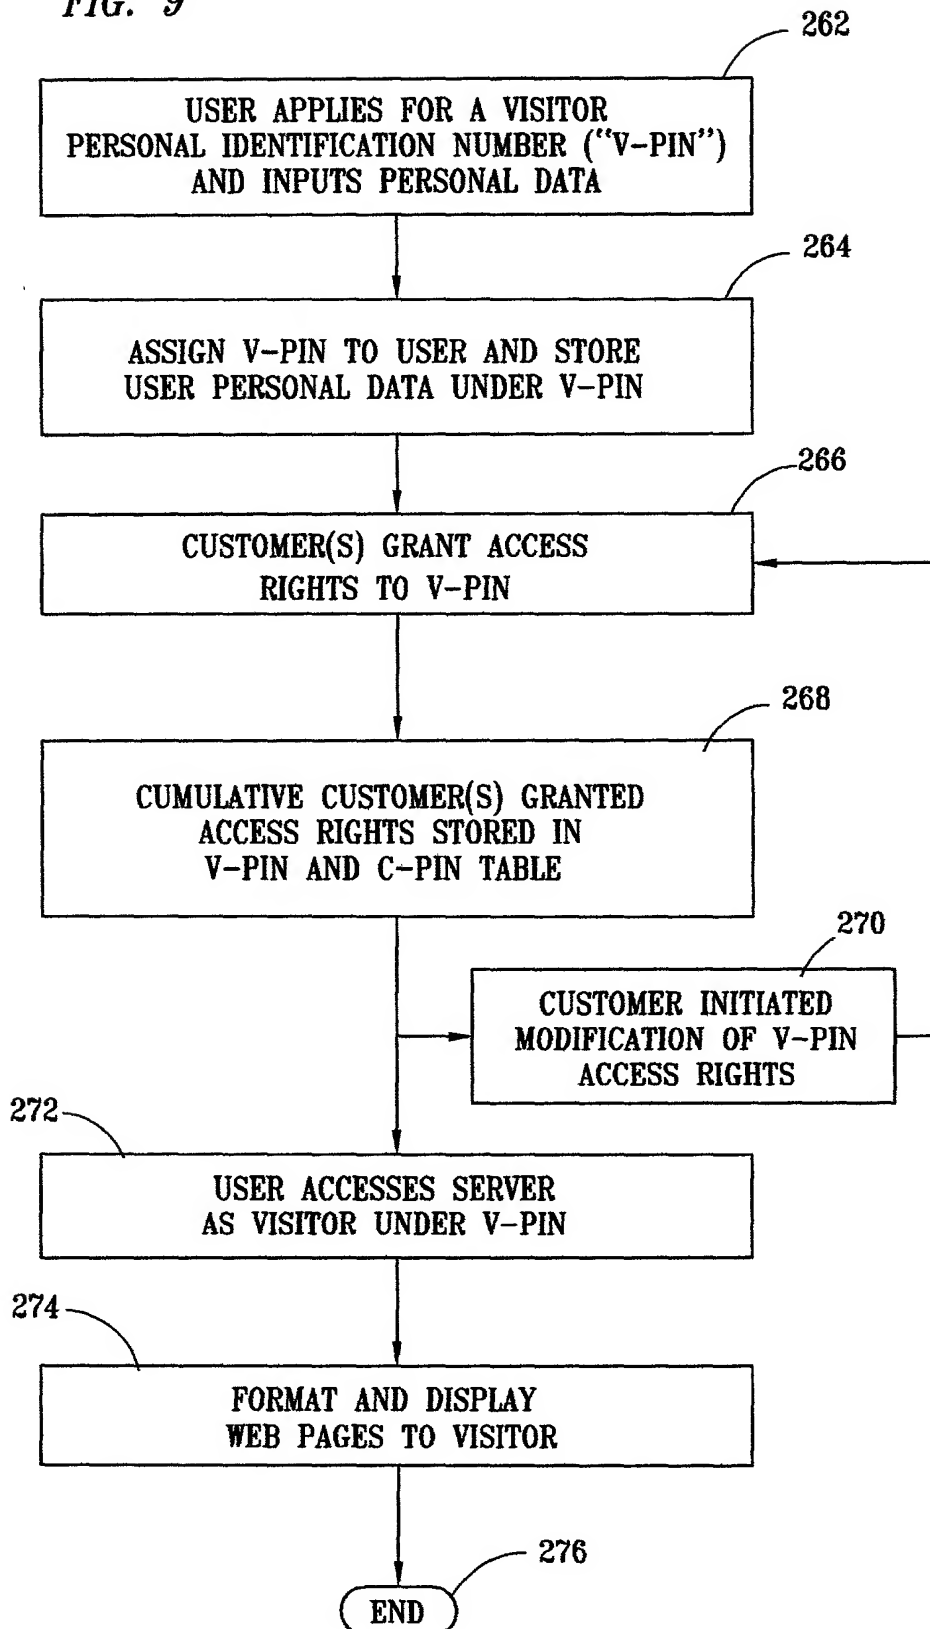 FIG. 9
262
USER APPLIES FOR A VISITOR
PERSONAL IDENTIFICATION NUMBER ("V-PIN")
AND INPUTS PERSONAL DATA
264
ASSIGN V-PIN TO USER AND STORE
USER PERSONAL DATA UNDER V-PIN
266
CUSTOMER(S) GRANT ACCESS
RIGHTS TO V-PIN
268
CUMULATIVE CUSTOMER(S) GRANTED
ACCESS RIGHTS STORED IN
V-PIN AND C-PIN TABLE
270
CUSTOMER INITIATED
MODIFICATION OF V-PIN
ACCESS RIGHTS
272
USER ACCESSES SERVER
AS VISITOR UNDER V-PIN
274
FORMAT AND DISPLAY
WEB PAGES TO VISITOR
276
END